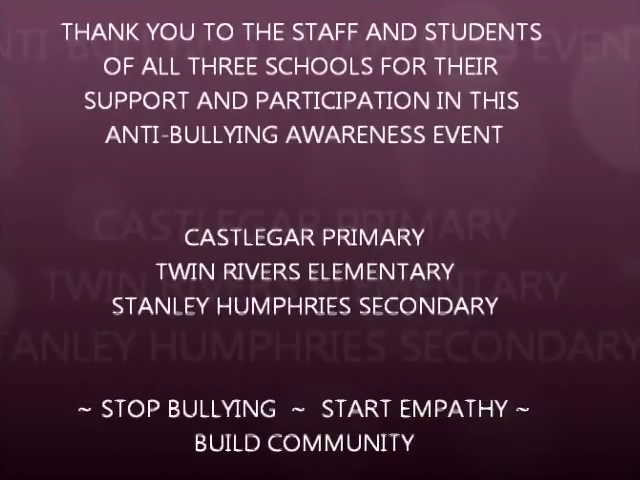 THANK YOU TO THE STAFF AND STUDENTS
OF ALL THREE SCHOOLS FOR THEIR
SUPPORT AND PARTICIPATION IN THIS
ANTI-BULLYING AWARENESS EVENT
CASTLEGAR PRIMARY
TWIN RIVERS ELEMENTARY
STANLEY HUMPHRIES SECONDARY
~ STOP BULLYING ~ START EMPATHY ~
BUILD COMMUNITY